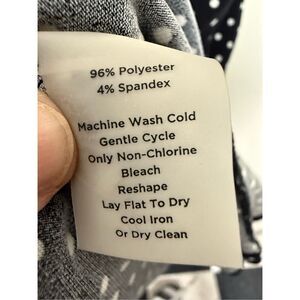 96% Polyester
4% Spandex
Machine Wash Cold
Gentle Cycle
Only Non-Chlorine
Bleach
Reshape
Lay Flat To Dry
Cool Iron
Or Dry Clean